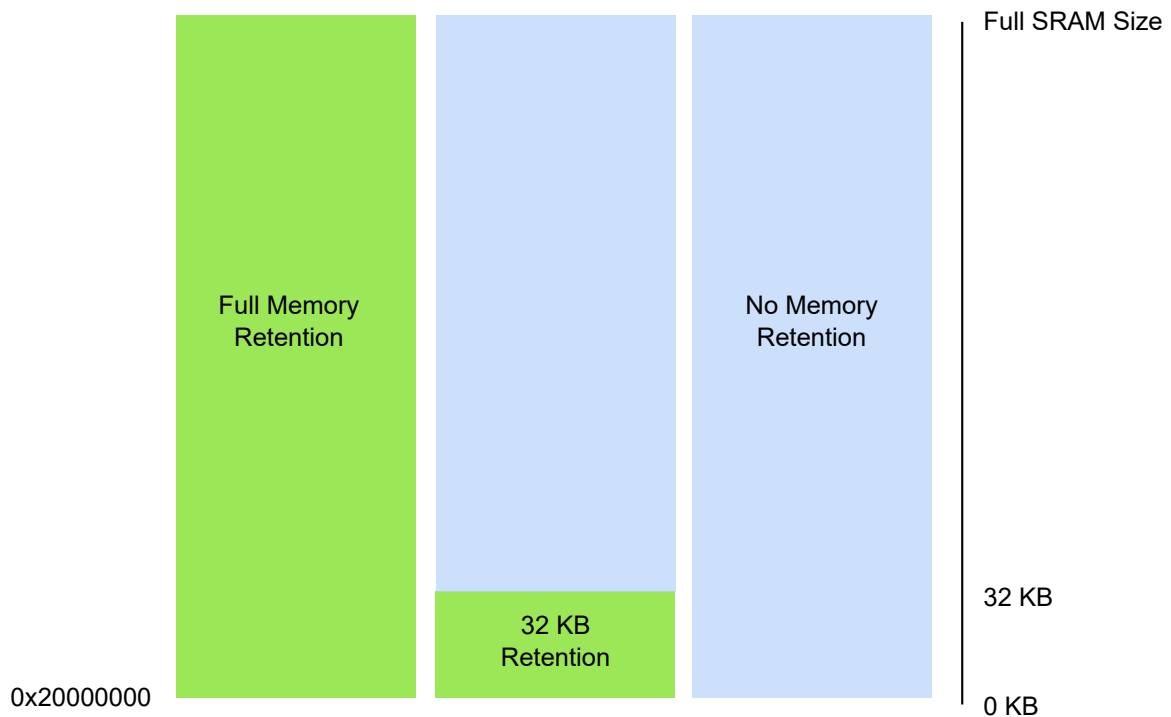 Full SRAM Size
Full Memory
Retention
No Memory
Retention
32 KB
32 KB
Retention
0x20000000
0 KB